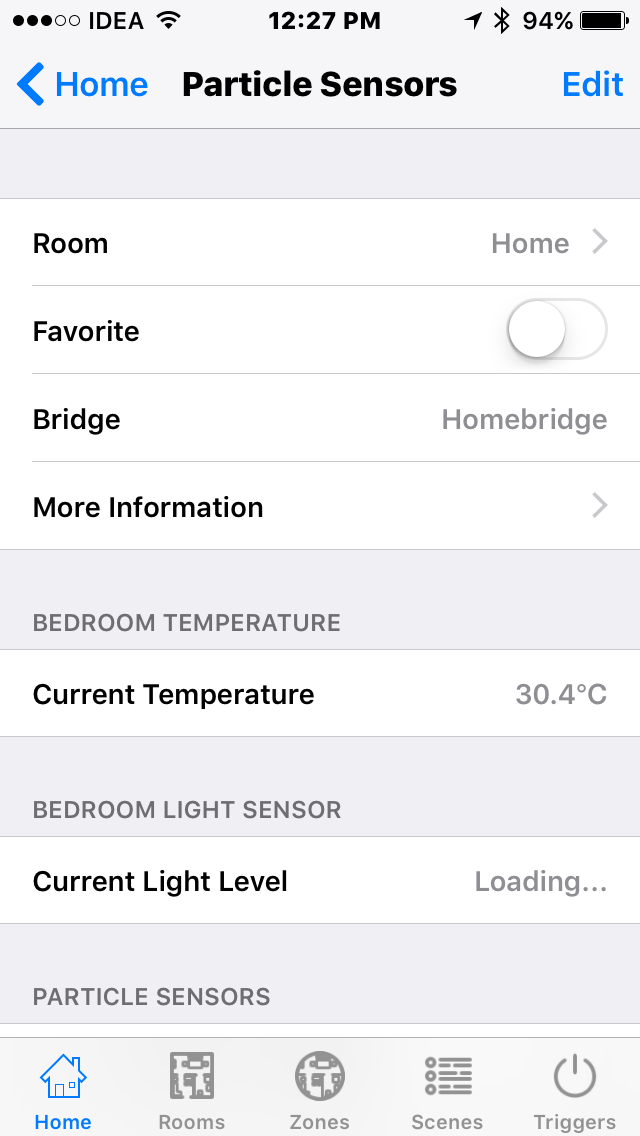 IDEA 12:27 PM 94%
Home Particle Sensors Edit
Room Home
Favorite
Bridge Homebridge
More Information
BEDROOM TEMPERATURE
Current Temperature 30.4°C
BEDROOM LIGHT SENSOR
Current Light Level Loading...
PARTICLE SENSORS
Home Rooms Zones Scenes Triggers